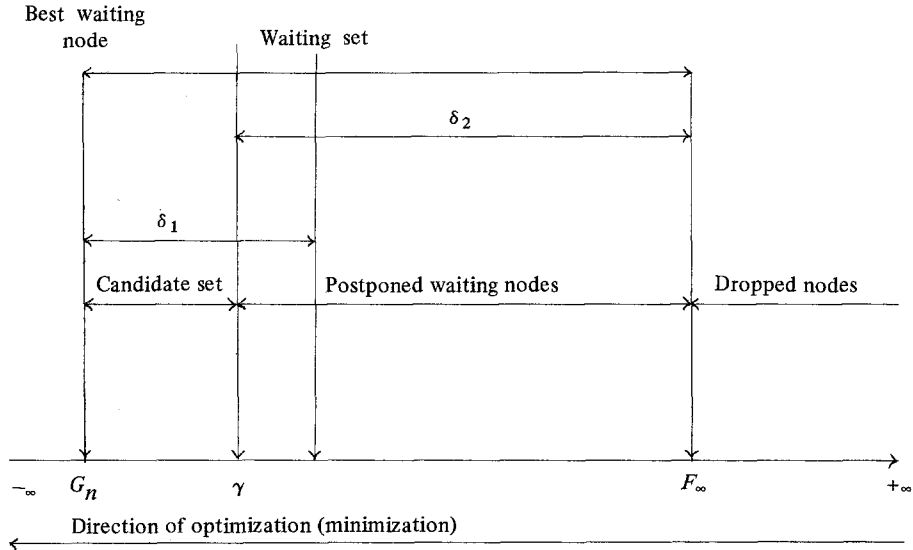 Best waiting
node
Waiting set
δ₂
δ₁
Candidate set
Postponed waiting nodes
Dropped nodes
−∞
Gₙ
γ
F∞
+∞
Direction of optimization (minimization)